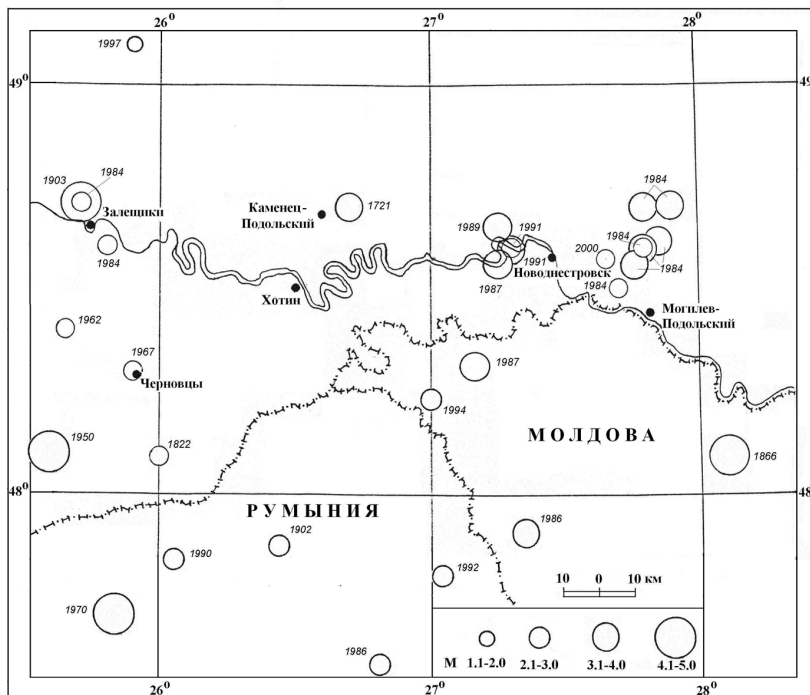 26⁰ 27⁰ 28⁰
1997
49⁰ 49⁰
1903 1984
Залещики
1984
Каменец-
Подольский
1721
1989 1991
1991
1987
Новоднестровск
1984
1984
2000
1984
1984
Хотин
Могилев-
Подольский
1962
1967
Черновцы
1987
1994
МОЛДОВА
1950
1822
1866
48⁰ 48⁰
РУМЫНИЯ
1902
1986
1990
1992
10 0 10 км
1970
1986
М 1.1-2.0 2.1-3.0 3.1-4.0 4.1-5.0
26⁰ 27⁰ 28⁰